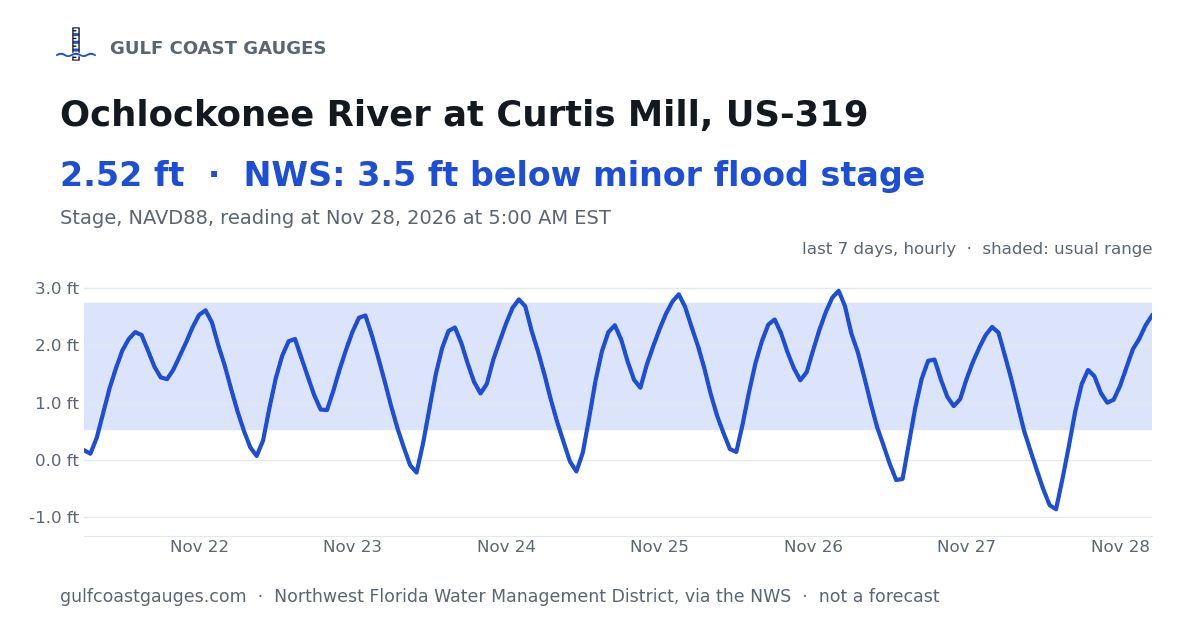 GULF COAST GAUGES
Ochlockonee River at Curtis Mill, US-319
2.52 ft · NWS: 3.5 ft below minor flood stage
Stage, NAVD88, reading at Nov 28, 2026 at 5:00 AM EST
last 7 days, hourly · shaded: usual range
3.0 ft
2.0 ft
1.0 ft
0.0 ft
-1.0 ft
Nov 22 Nov 23 Nov 24 Nov 25 Nov 26 Nov 27 Nov 28
gulfcoastgauges.com · Northwest Florida Water Management District, via the NWS · not a forecast